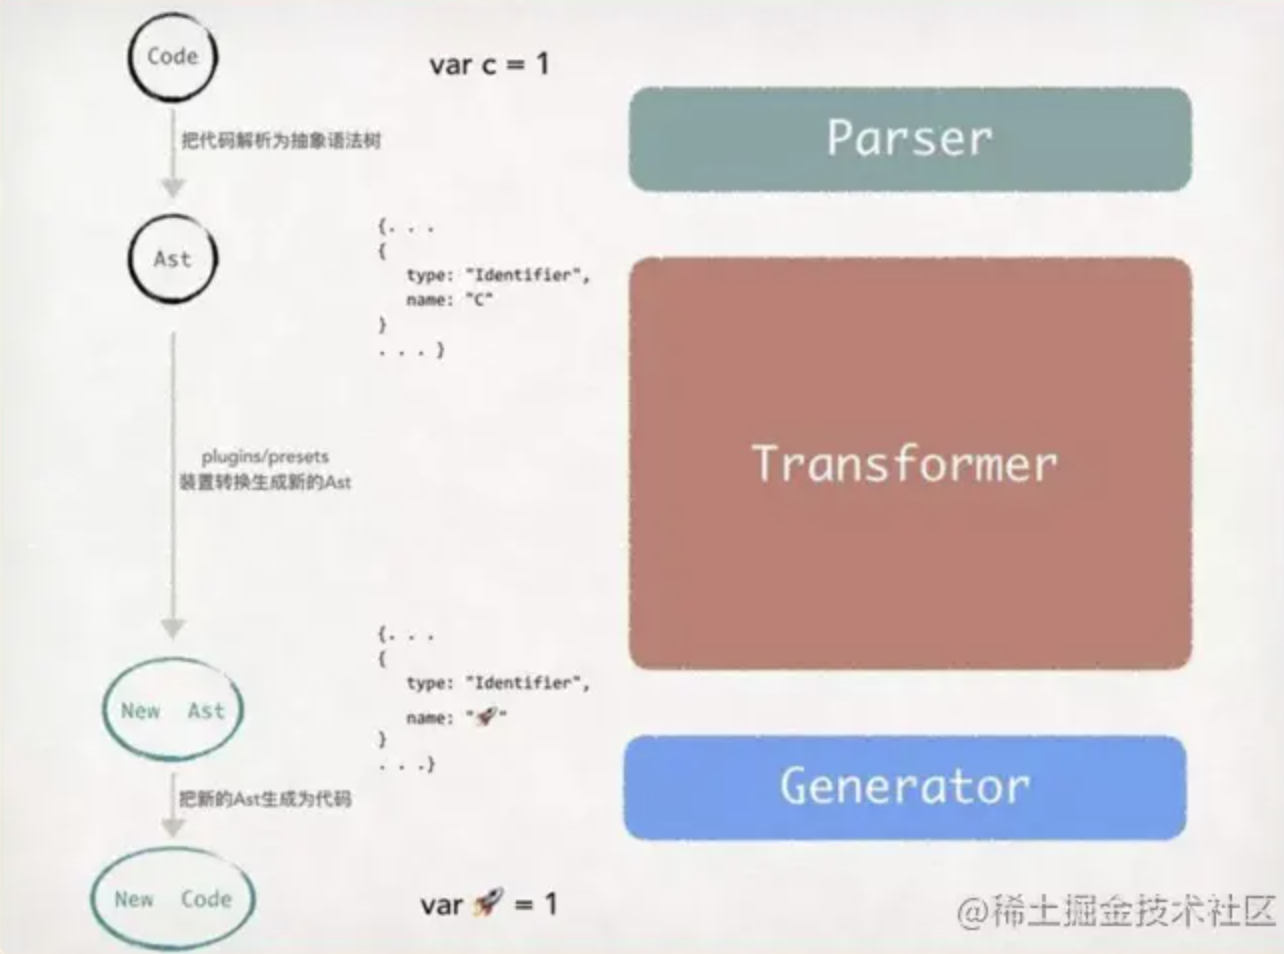 Code
var c = 1
Parser
把代码解析为抽象语法树
Ast
{. . .
{
type: "Identifier",
name: "C"
}
. . . }
plugins/presets
装置转换生成新的Ast
Transformer
New Ast
{. . .
{
type: "Identifier",
name: "🚀"
}
. . .}
Generator
把新的Ast生成为代码
New Code
var 🚀 = 1
@稀土掘金技术社区